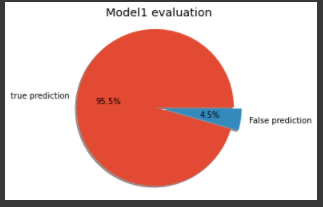 Model1 evaluation
true prediction
95.5%
4.5%
False prediction